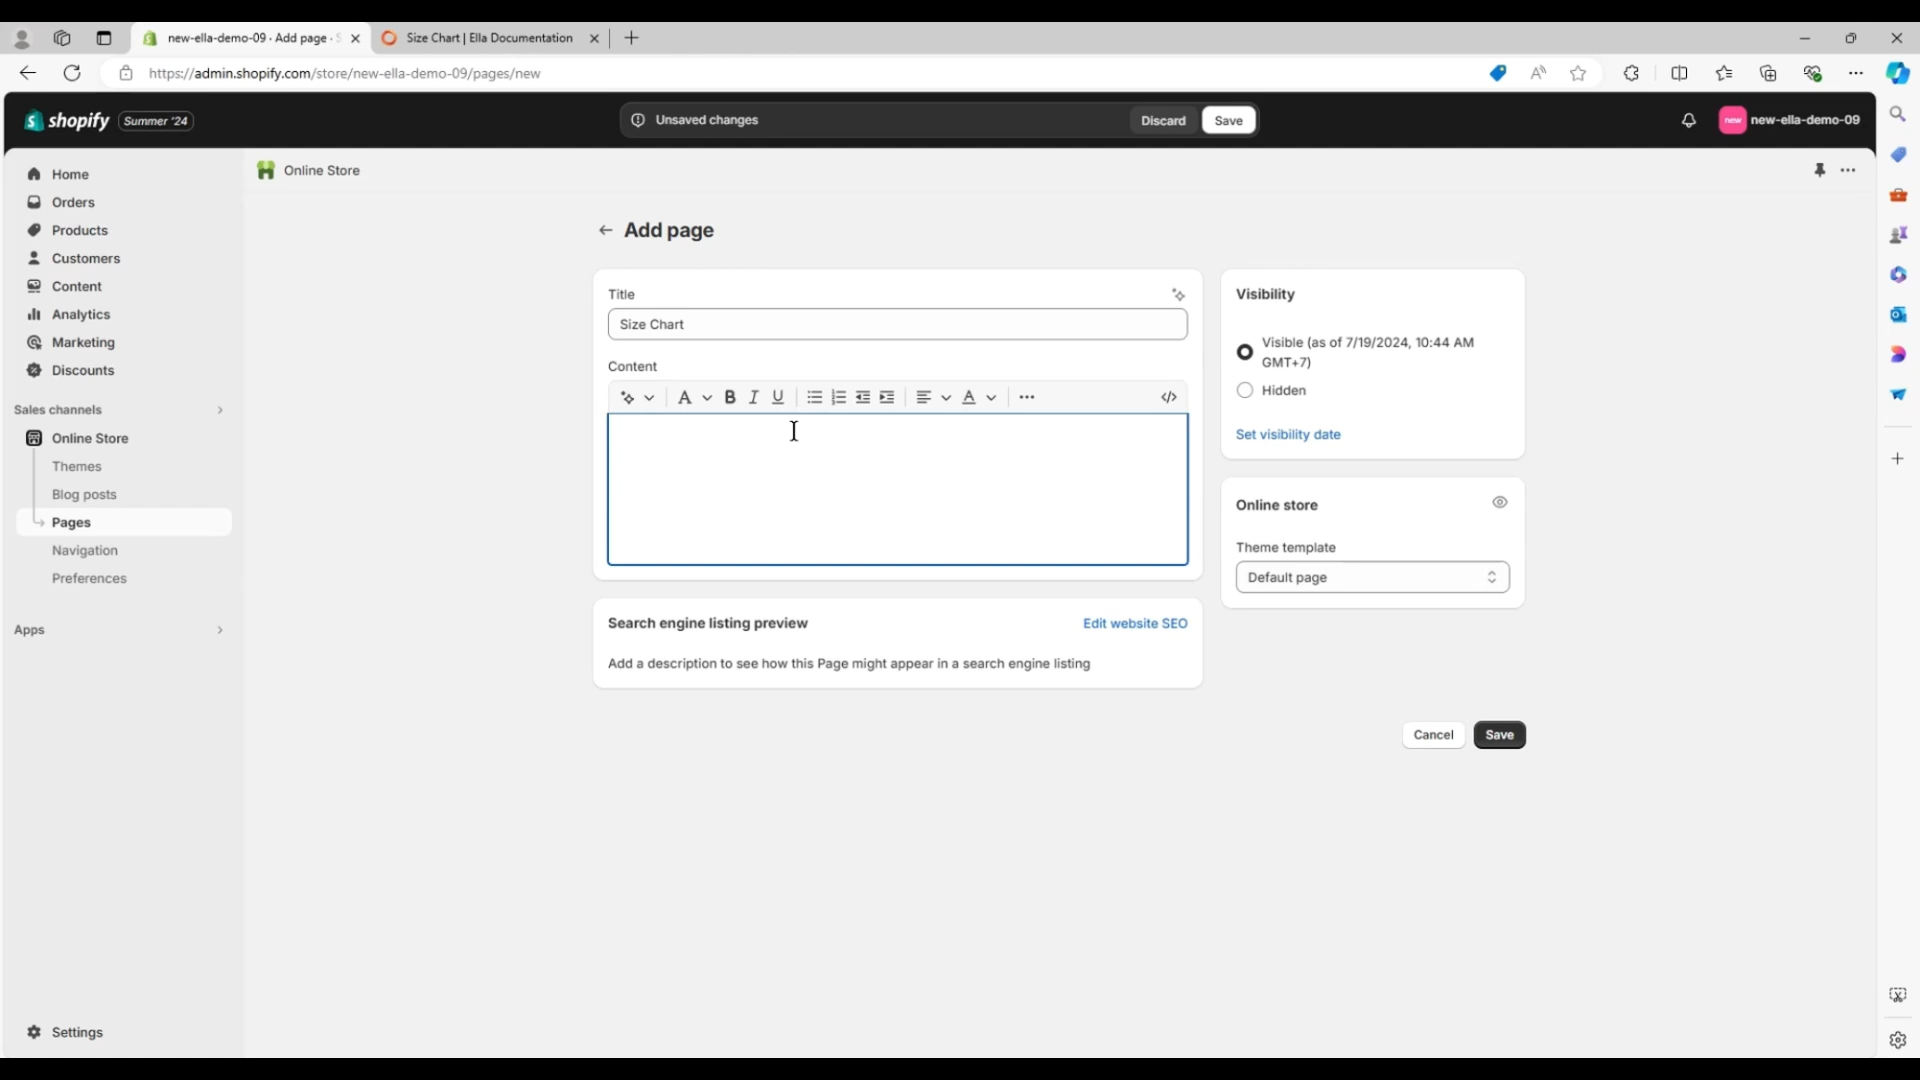 new-ella-demo-09 · Add page · S
Size Chart | Ella Documentation
https://admin.shopify.com/store/new-ella-demo-09/pages/new
shopify
Summer '24
Unsaved changes
Discard
Save
new
new-ella-demo-09
Home
Orders
Products
Customers
Content
Analytics
Marketing
Discounts
Sales channels
Online Store
Themes
Blog posts
Pages
Navigation
Preferences
Apps
Settings
Online Store
Add page
Title
Size Chart
Content
A
B
I
U
A
Search engine listing preview
Edit website SEO
Add a description to see how this Page might appear in a search engine listing
Visibility
Visible (as of 7/19/2024, 10:44 AM
GMT+7)
Hidden
Set visibility date
Online store
Theme template
Default page
Cancel
Save